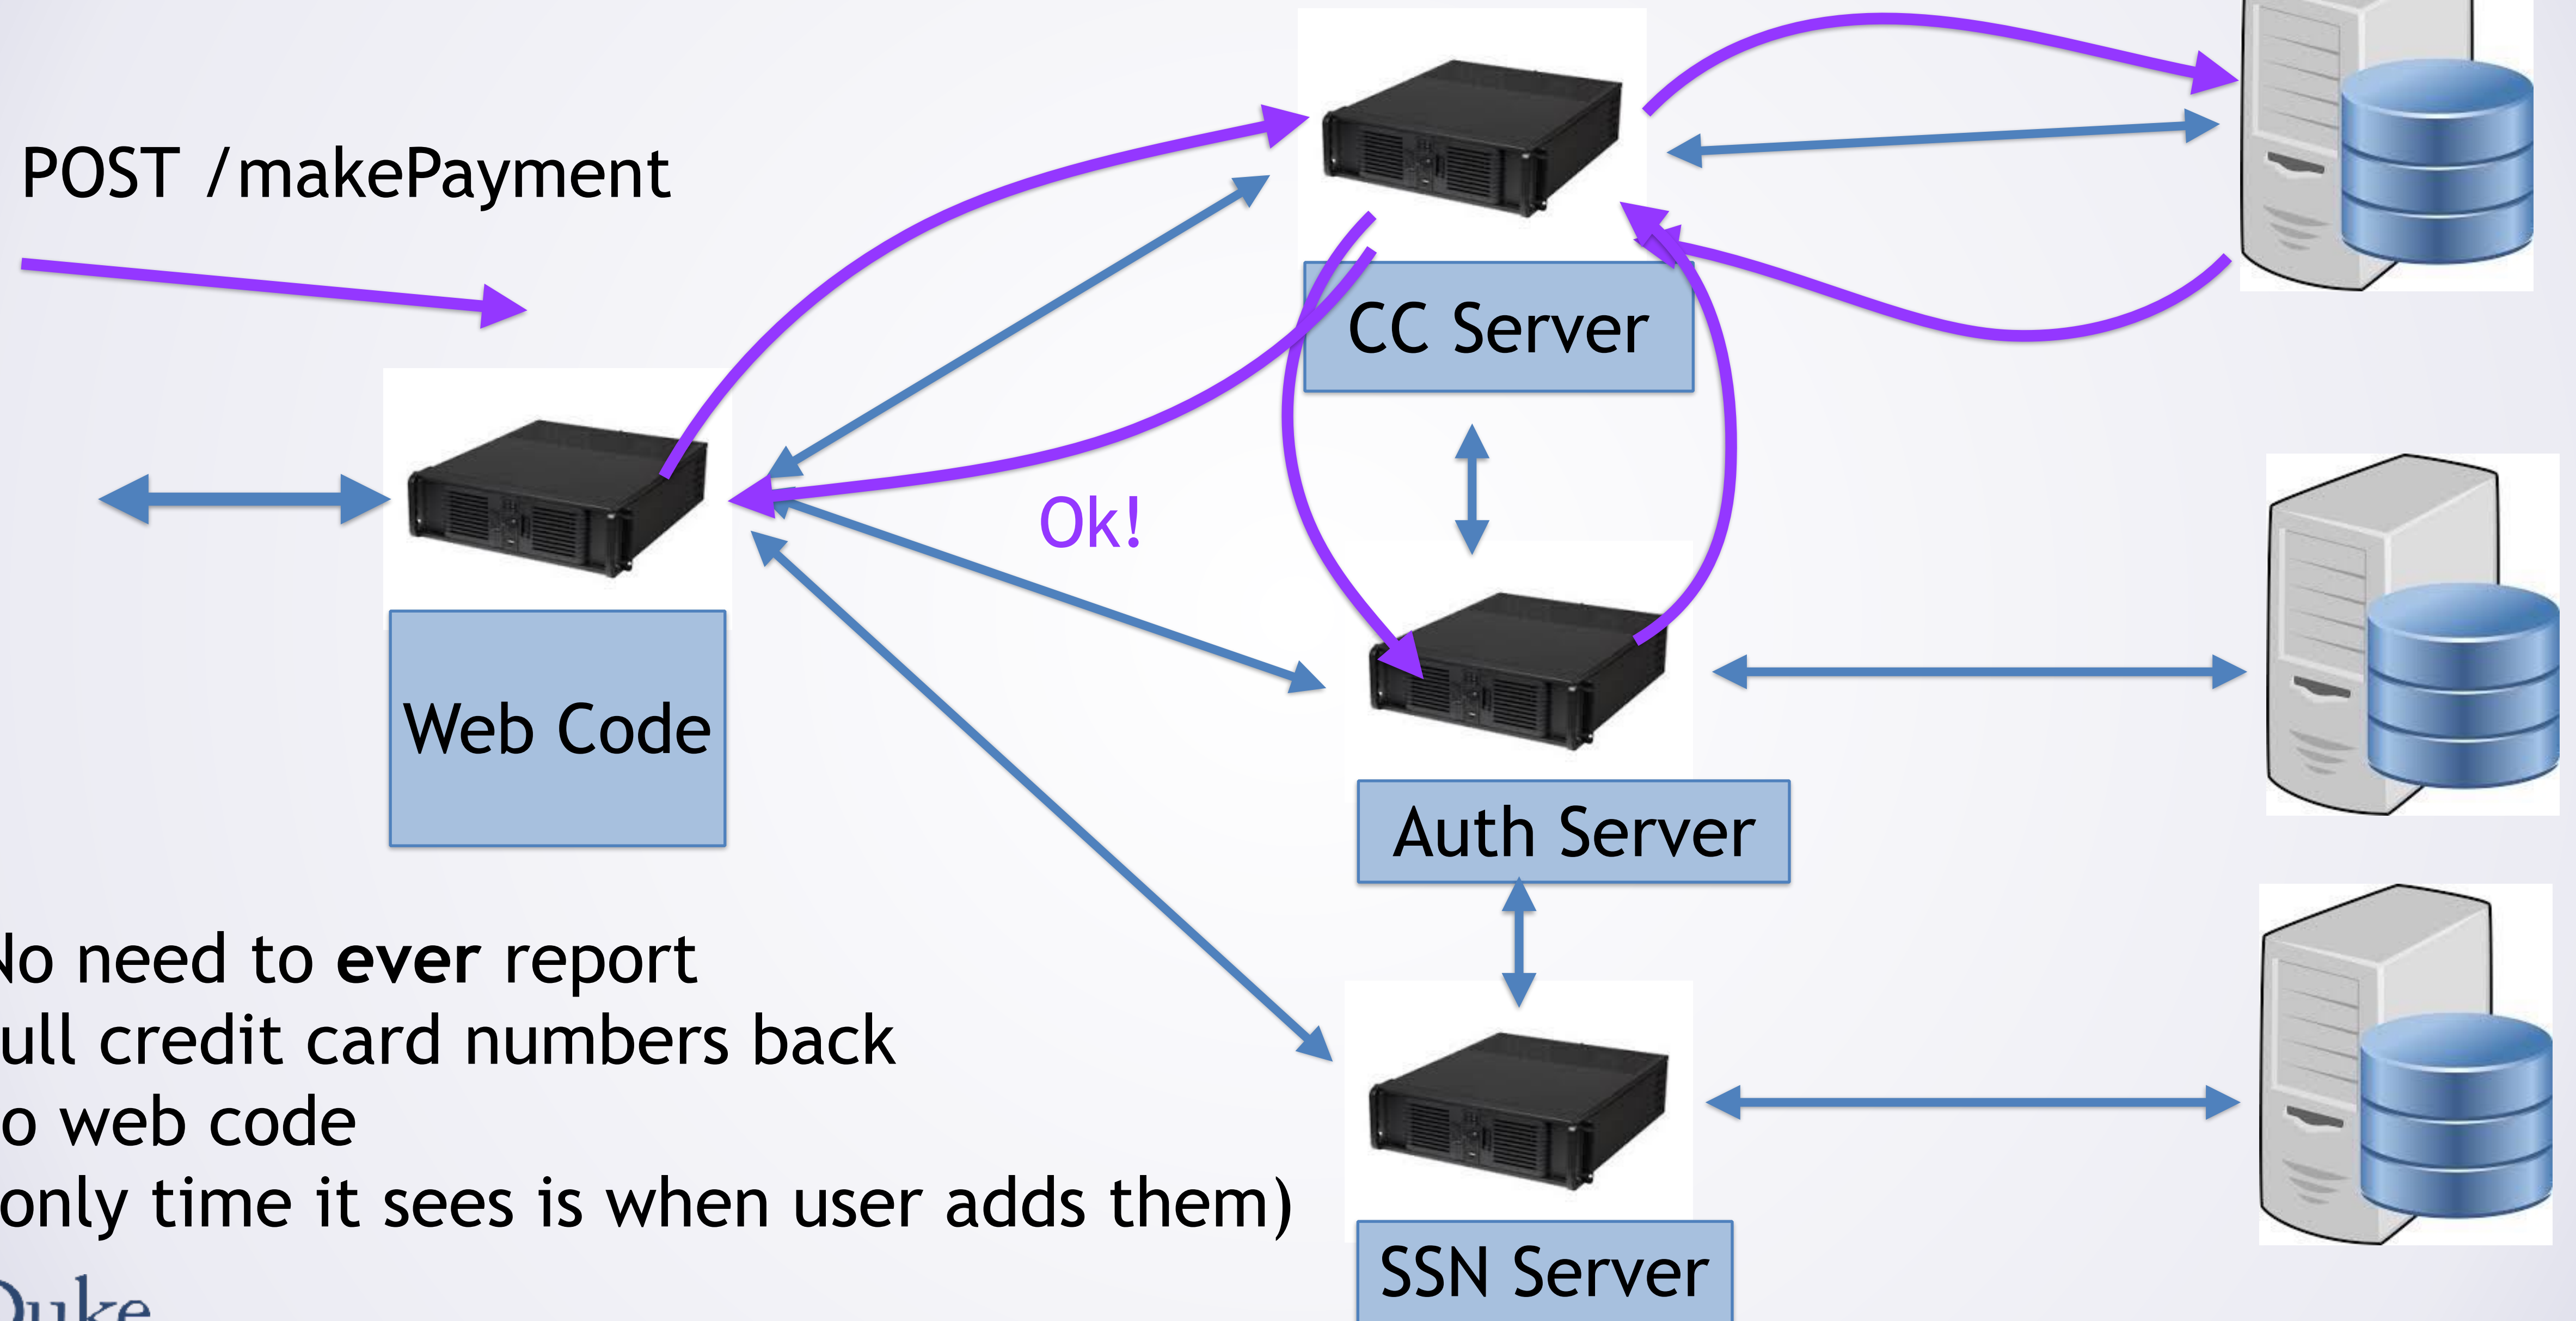 POST /makePayment
CC Server
Ok!
Web Code
Auth Server
No need to ever report
ull credit card numbers back
o web code
only time it sees is when user adds them)
SSN Server
Duke